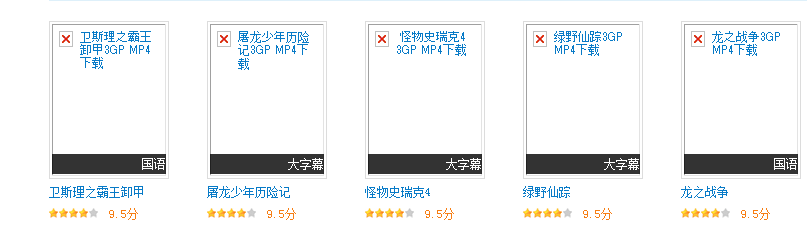 卫斯理之霸王
卸甲3GP MP4
下载
国语
卫斯理之霸王卸甲
9.5分
屠龙少年历险
记3GP MP4下
载
大字幕
屠龙少年历险记
9.5分
怪物史瑞克4
3GP MP4下载
大字幕
怪物史瑞克4
9.5分
绿野仙踪3GP
MP4下载
大字幕
绿野仙踪
9.5分
龙之战争3GP
MP4下载
大字幕
龙之战争
9.5分